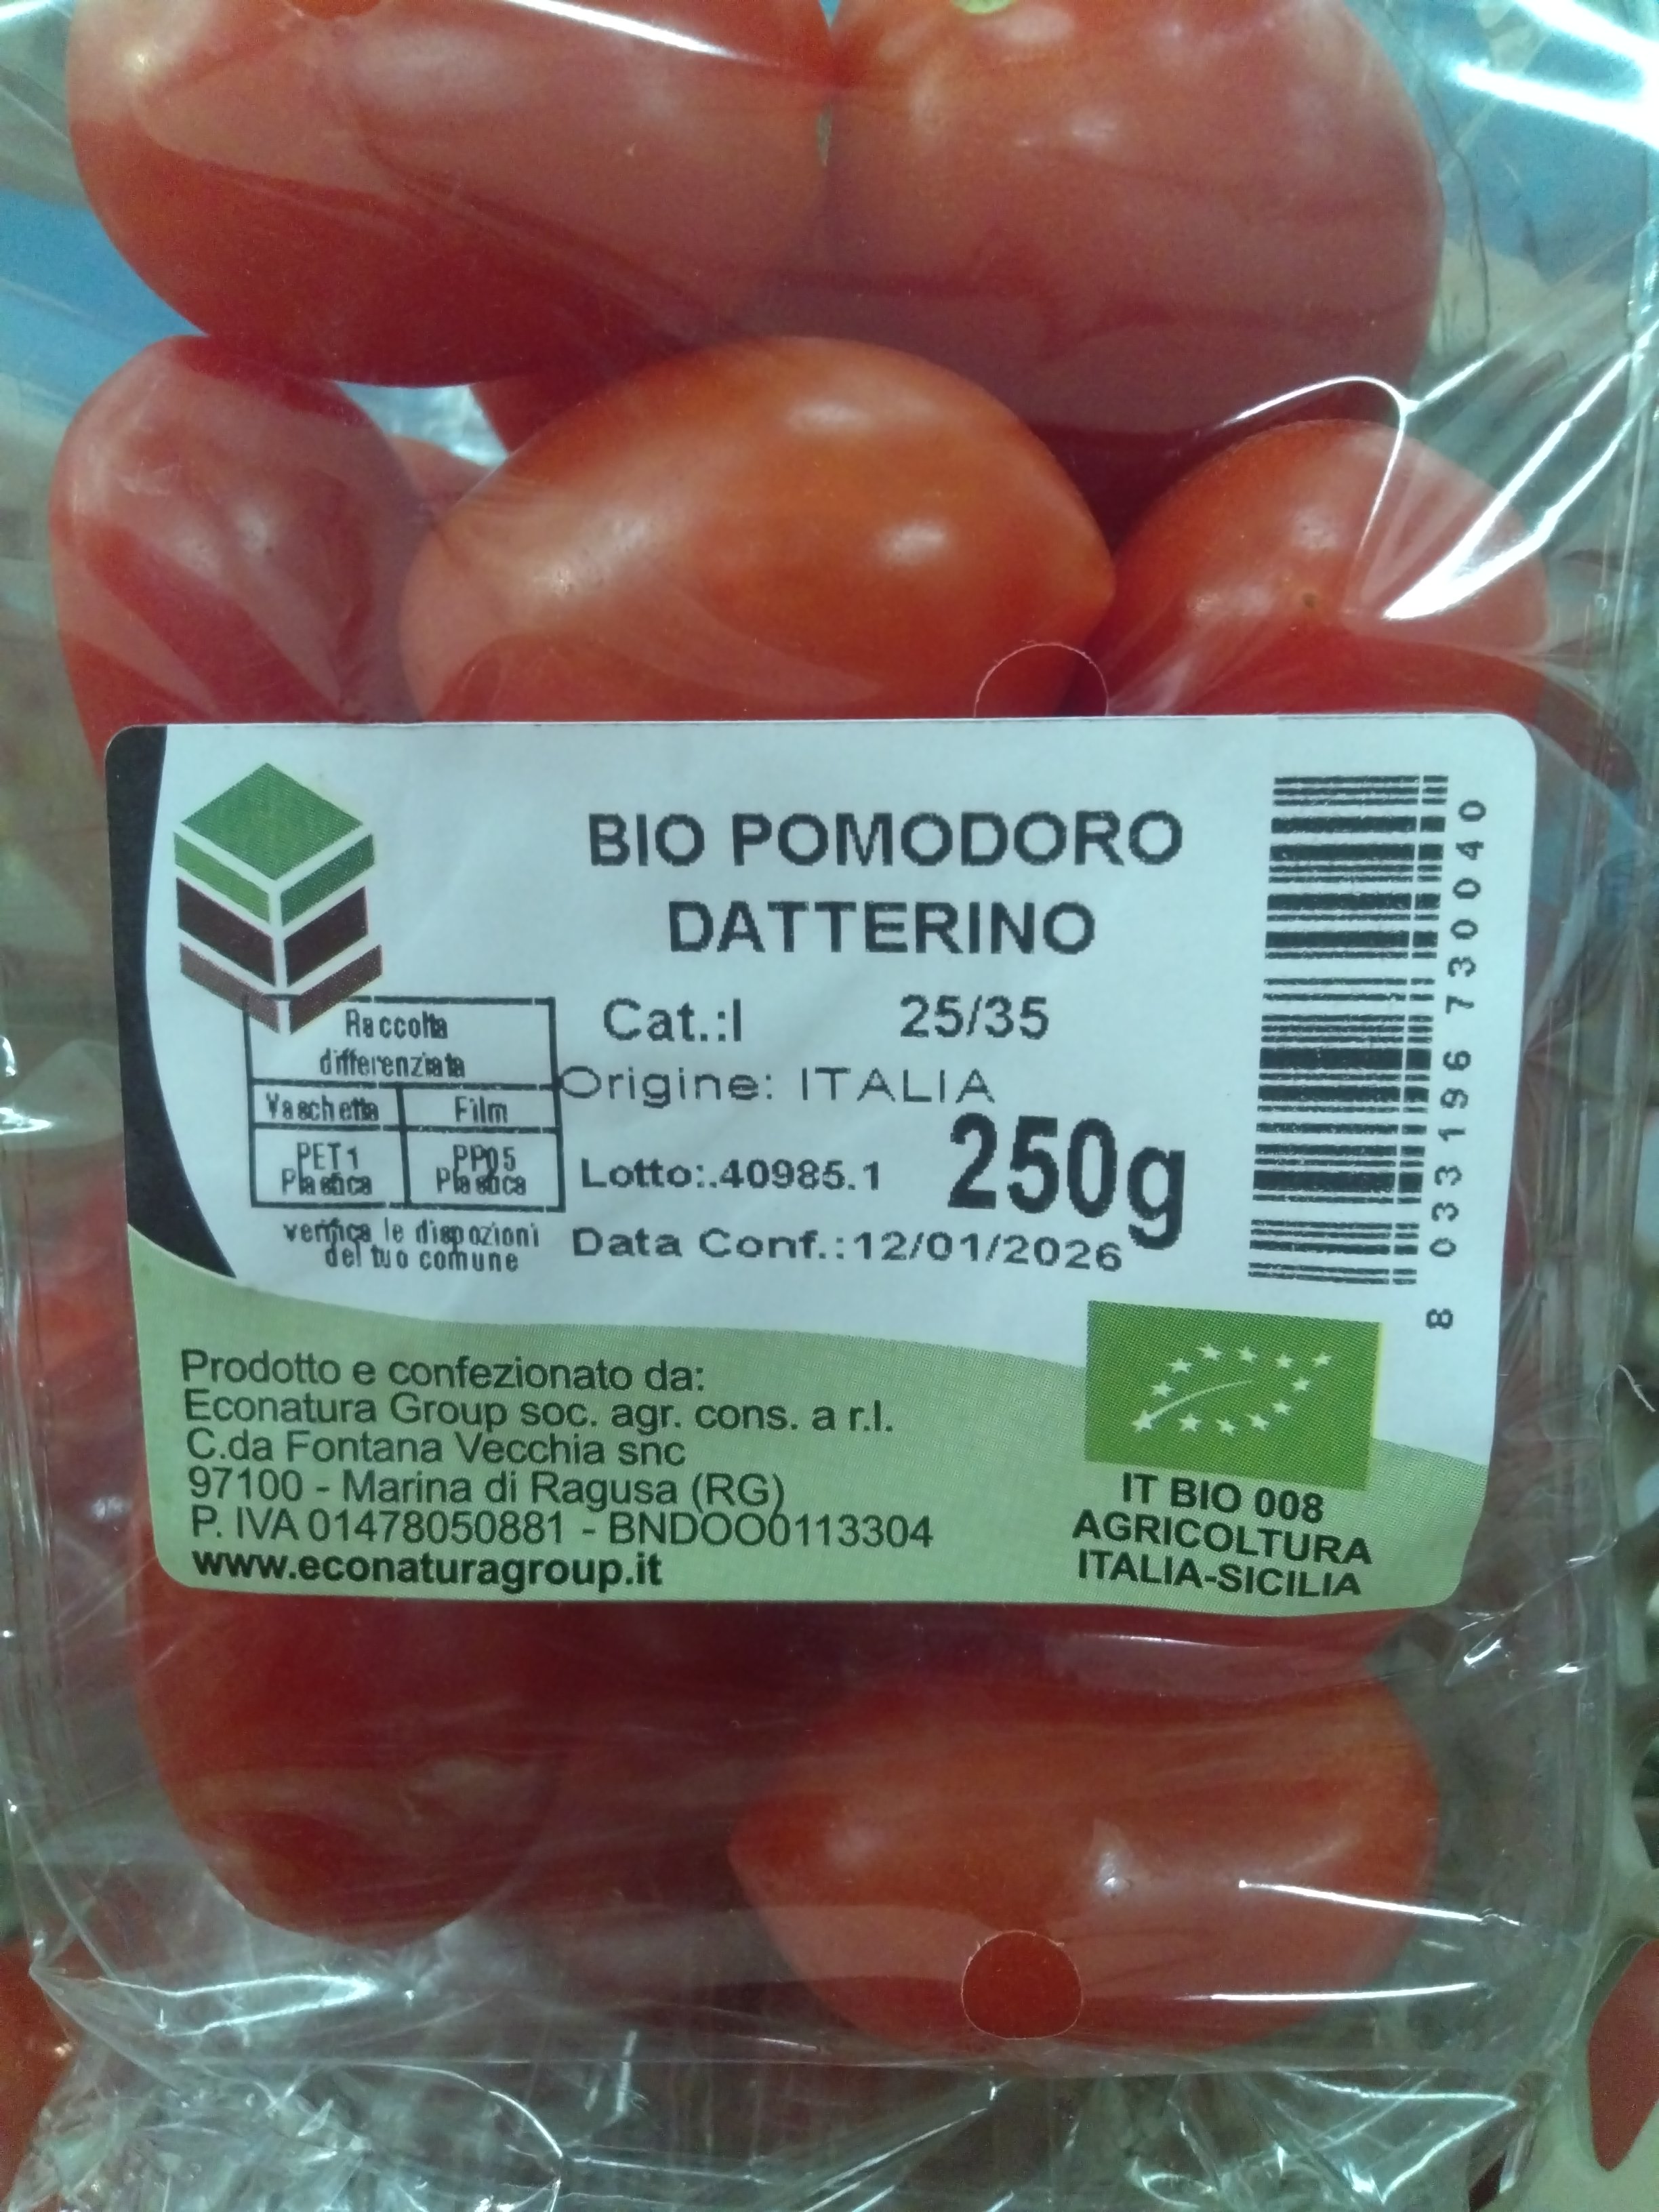 BIO POMODORO
DATTERINO
Cat.:I 25/35
Origine: ITALIA
250g
Lotto:.40985.1
Data Conf.:12/01/2026
Raccolta
differenziata
Vaschetta Film
PET1 PP05
Plastica Plastica
verifica le dispozioni
del tuo comune
8 033196 730040
Prodotto e confezionato da:
Econatura Group soc. agr. cons. a r.l.
C.da Fontana Vecchia snc
97100 - Marina di Ragusa (RG)
P. IVA 01478050881 - BNDOO0113304
www.econaturagroup.it
IT BIO 008
AGRICOLTURA
ITALIA-SICILIA